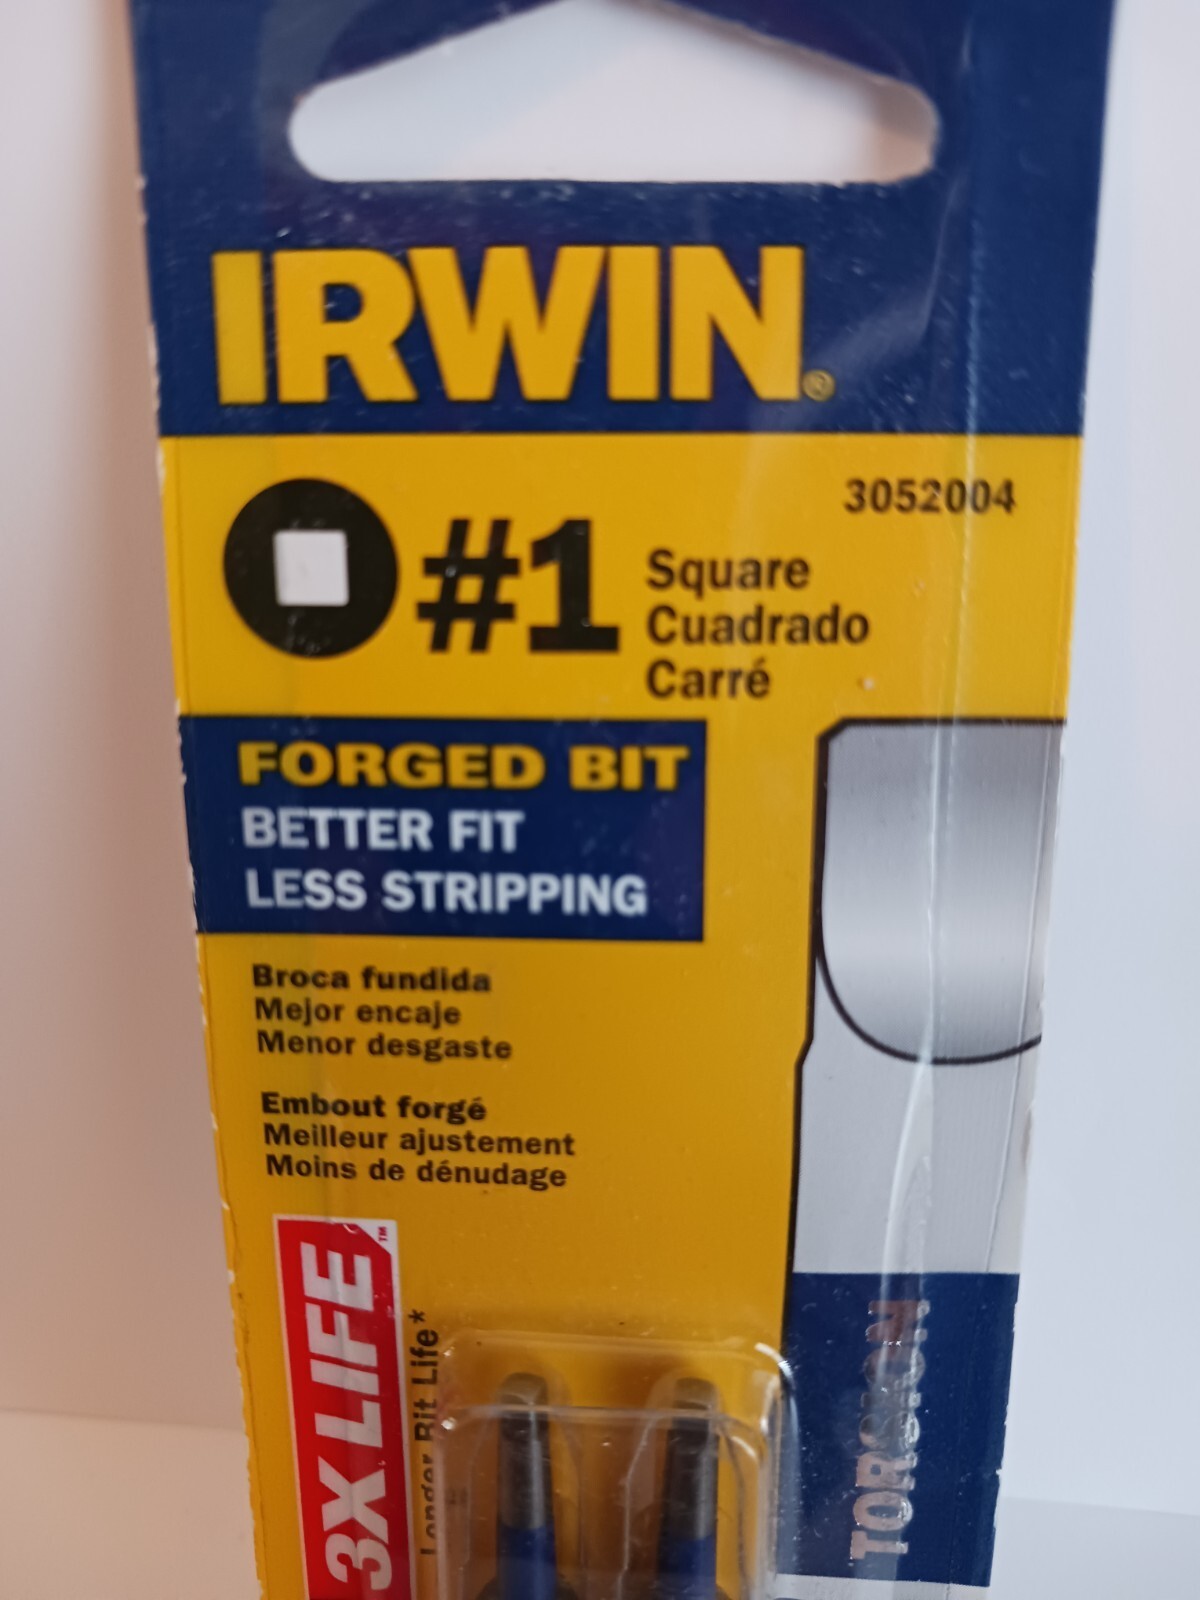 IRWIN®
3052004
#1
Square
Cuadrado
Carré
FORGED BIT
BETTER FIT
LESS STRIPPING
Broca fundida
Mejor encaje
Menor desgaste
Embout forgé
Meilleur ajustement
Moins de dénudage
3X LIFE™
Longer Bit Life*
TORSION